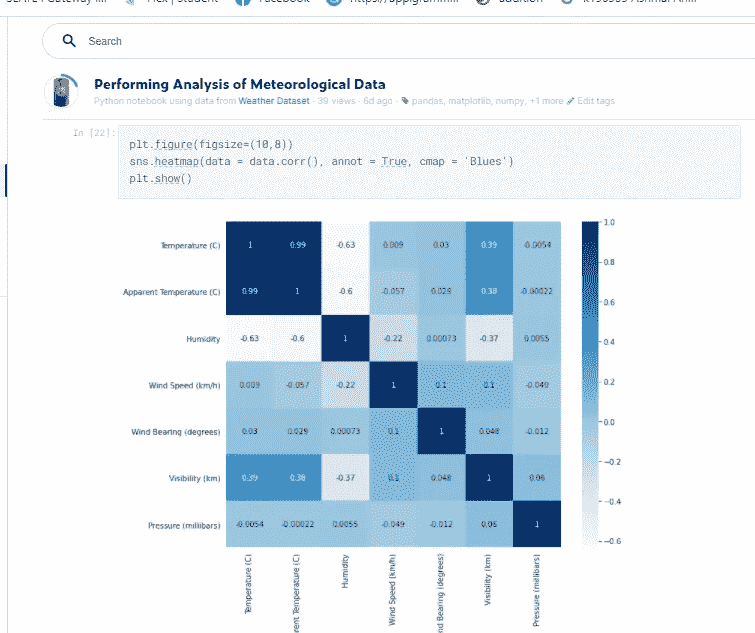 Search
Performing Analysis of Meteorological Data
Python notebook using data from Weather Dataset · 39 views · 6d ago · pandas, matplotlib, numpy, +1 more Edit tags
In [22]:
plt.figure(figsize=(10,8))
sns.heatmap(data = data.corr(), annot = True, cmap = 'Blues')
plt.show()
Temperature (C) 1 0.99 -0.63 0.009 0.03 0.39 -0.0054
Apparent Temperature (C) 0.99 1 -0.6 -0.057 0.029 0.38 -0.00022
Humidity -0.63 -0.6 1 -0.22 0.00073 -0.37 0.0055
Wind Speed (km/h) 0.009 -0.057 -0.22 1 0.1 0.1 -0.049
Wind Bearing (degrees) 0.03 0.029 0.00073 0.1 1 0.048 -0.012
Visibility (km) 0.39 0.38 -0.37 0.1 0.048 1 0.06
Pressure (millibars) -0.0054 -0.00022 0.0055 -0.049 -0.012 0.06 1
1.0
0.8
0.6
0.4
0.2
0.0
-0.2
-0.4
-0.6
Temperature (C)
rent Temperature (C)
Humidity
Wind Speed (km/h)
nd Bearing (degrees)
Visibility (km)
Pressure (millibars)